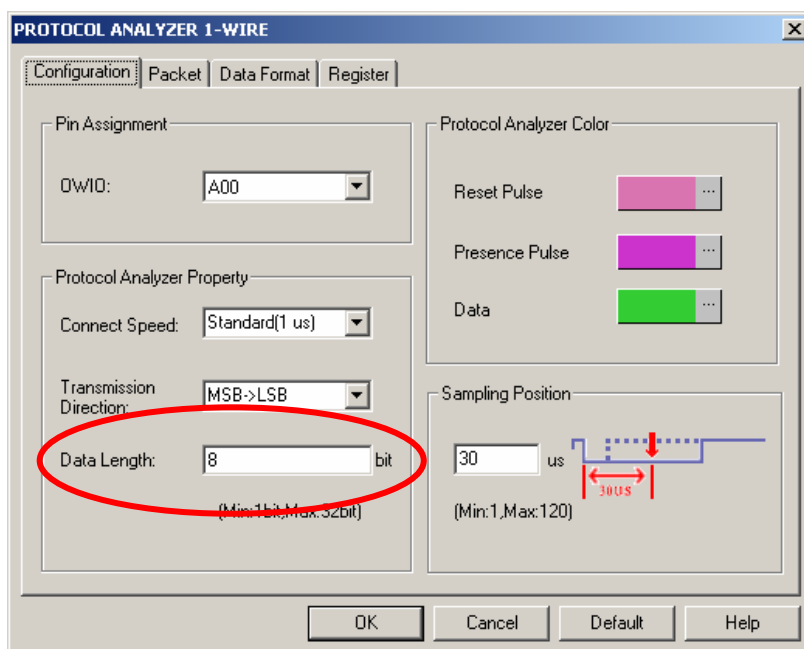 PROTOCOL ANALYZER 1-WIRE
Configuration Packet Data Format Register
Pin Assignment
OWIO: A00
Protocol Analyzer Property
Connect Speed: Standard(1 us)
Transmission Direction: MSB->LSB
Data Length: 8 bit
(Min:1bit,Max:32bit)
Protocol Analyzer Color
Reset Pulse ...
Presence Pulse ...
Data ...
Sampling Position
30 us
30US
(Min:1,Max:120)
OK Cancel Default Help